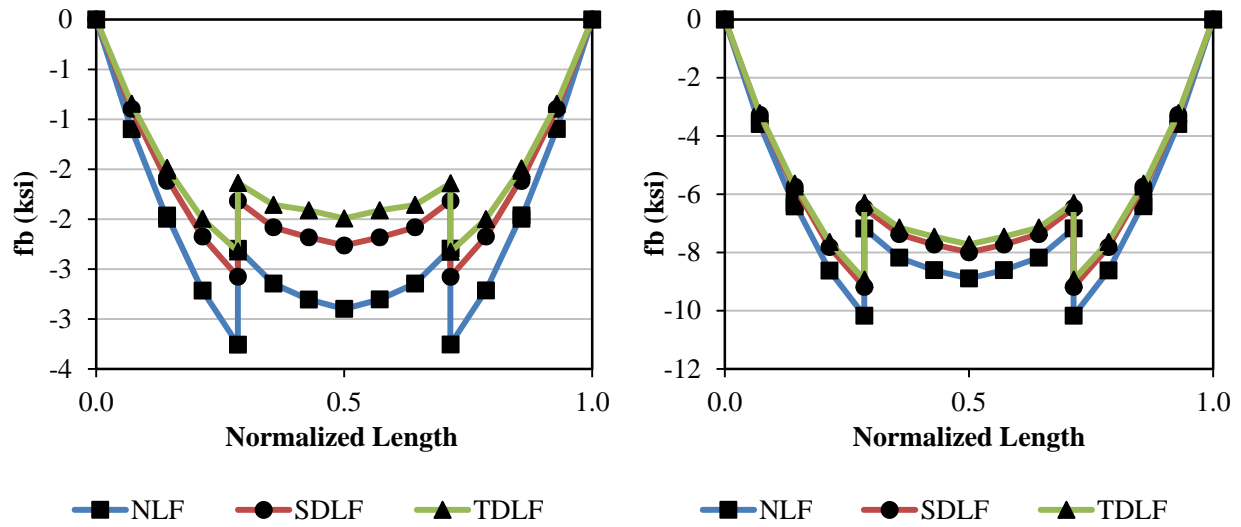 0
-1
-1
-2
-2
-3
-3
-4
fb (ksi)
0.0 0.5 1.0
Normalized Length
NLF SDLF TDLF
0
-2
-4
-6
-8
-10
-12
fb (ksi)
0.0 0.5 1.0
Normalized Length
NLF SDLF TDLF